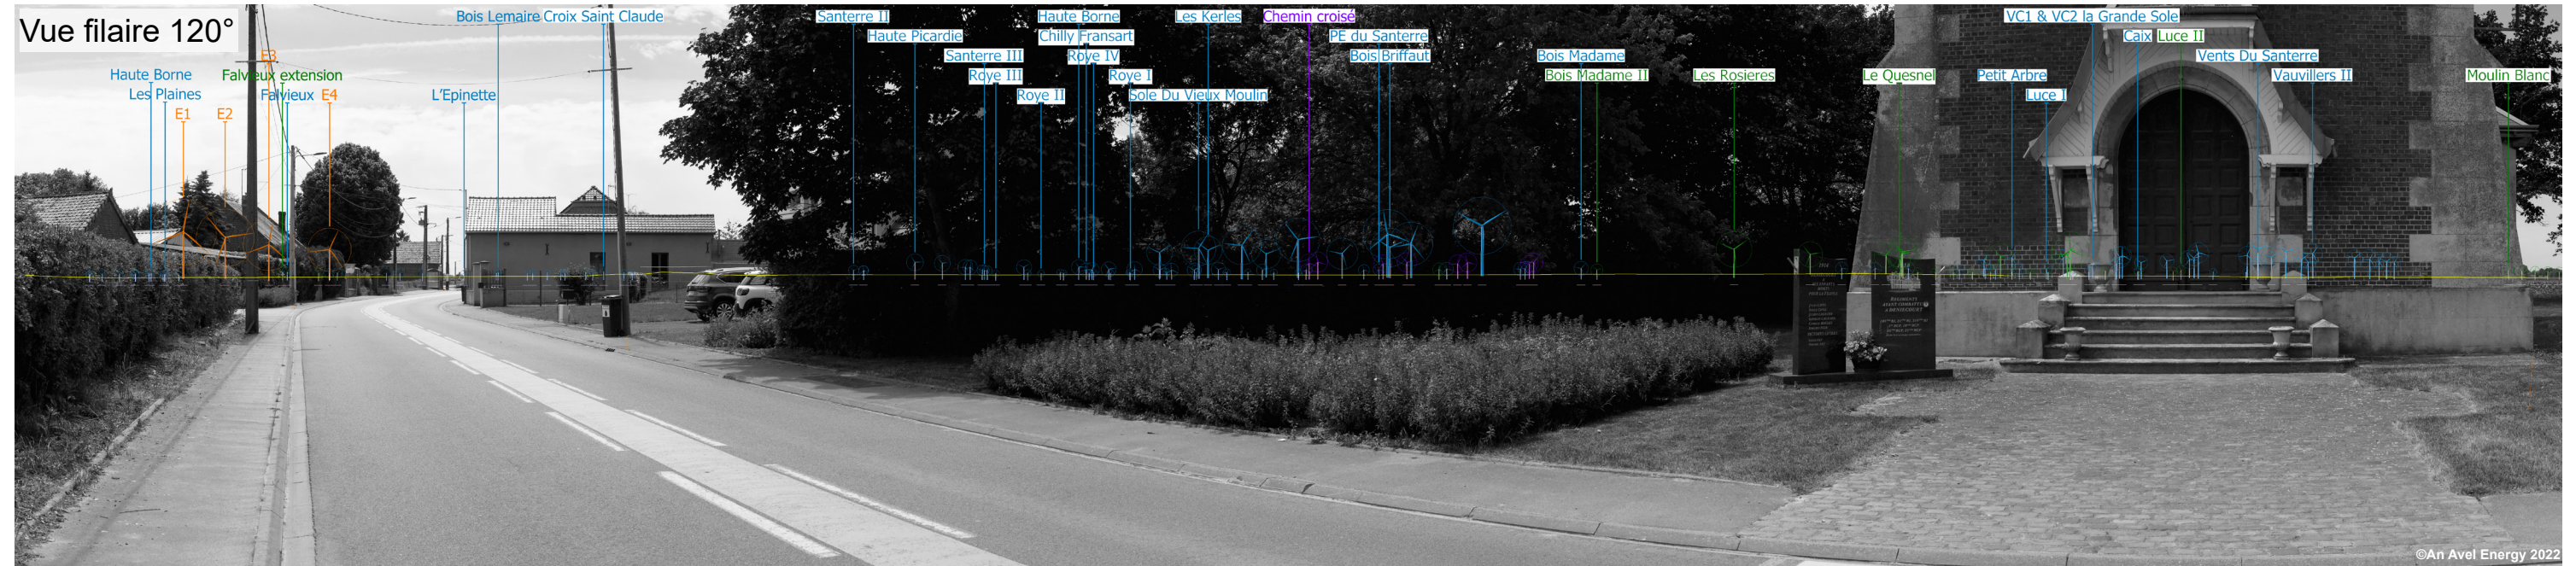 Vue filaire 120°
Bois Lemaire
Croix Saint Claude
Santerre II
Haute Borne
Les Kerles
Chemin croisé
VC1 & VC2 la Grande Sole
Haute Picardie
Chilly Fransart
PE du Santerre
Caix
Luce II
E3
Santerre III
Roye IV
Bois Briffaut
Bois Madame
Vents Du Santerre
Haute Borne
Falvieux extension
Roye III
Roye I
Bois Madame II
Les Rosieres
Le Quesnel
Petit Arbre
Vauvillers II
Moulin Blanc
Les Plaines
Falvieux
E4
L'Epinette
Roye II
Sole Du Vieux Moulin
Luce I
E1
E2
©An Avel Energy 2022